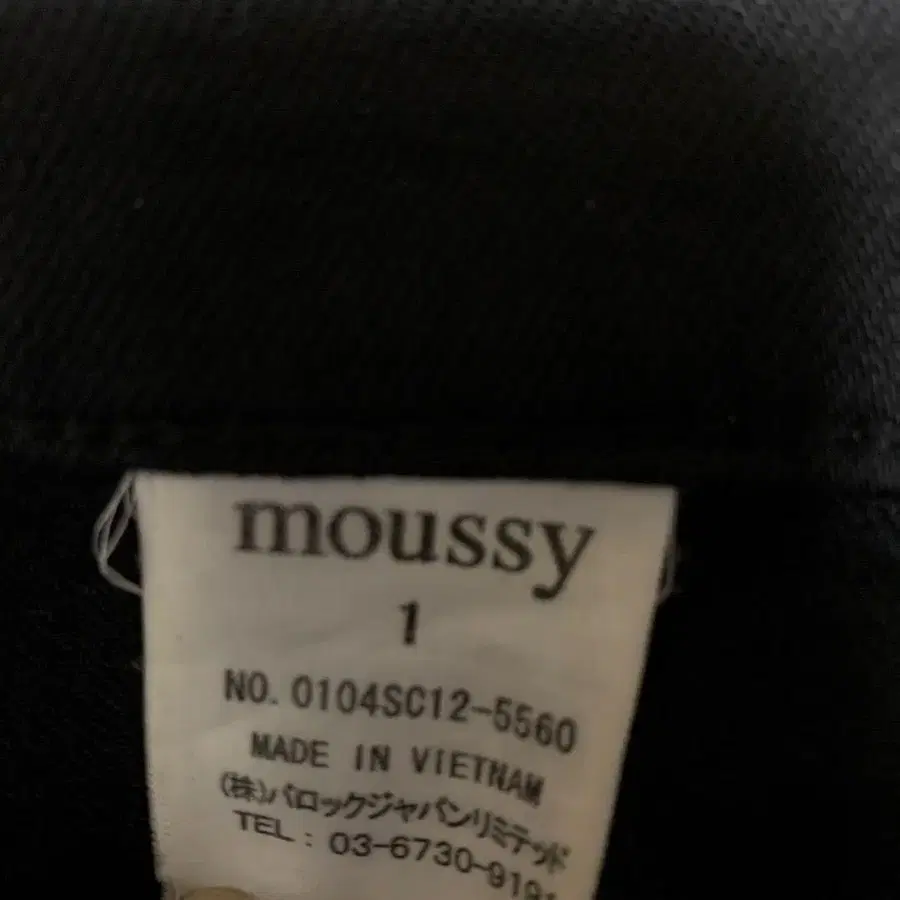 moussy
1
NO. 0104SC12-5560
MADE IN VIETNAM
(株)バロックジャパンリミテッド
TEL: 03-6730-9191